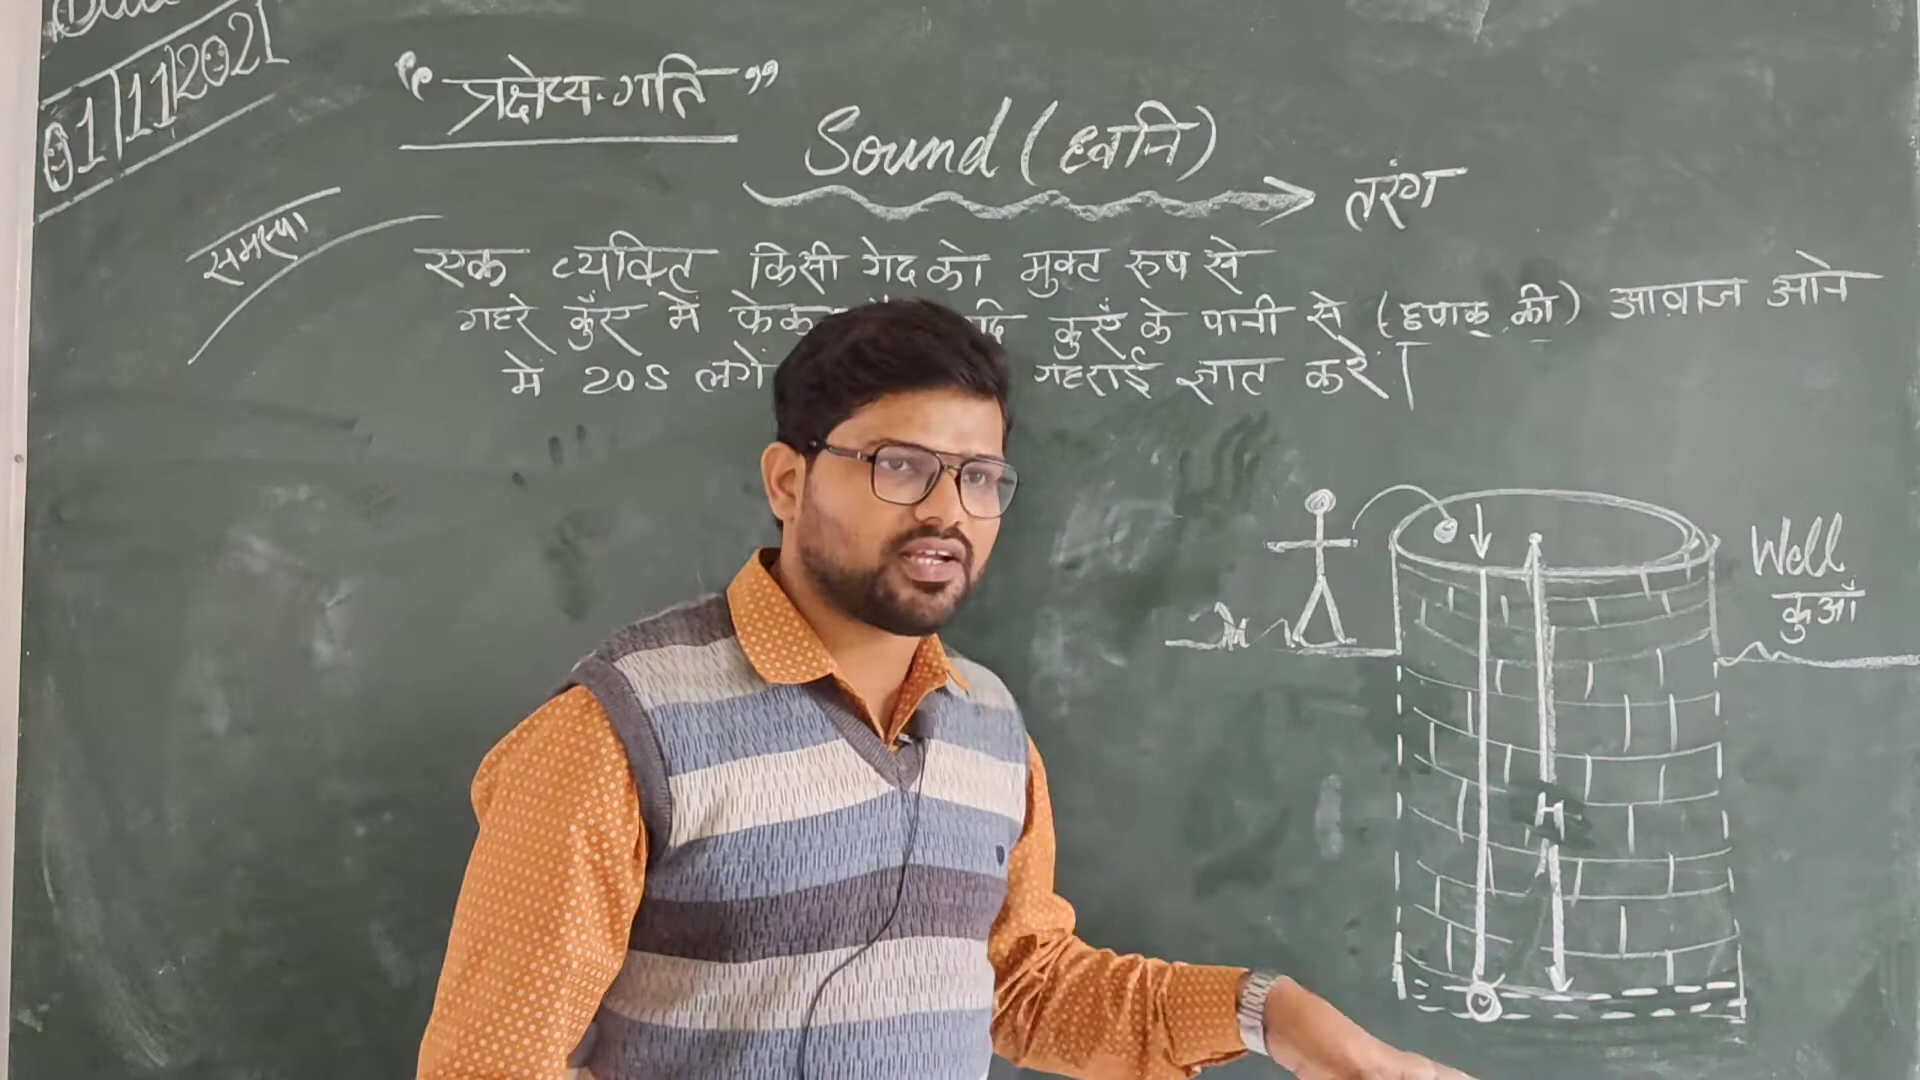 01/11/2021
"प्रक्षेप्य-गति"
Sound (ध्वनि)
तरंग
समस्या
एक व्यक्ति किसी गेंद को मुक्त रूप से
गहरे कुँए में कुएँ के पानी से (छपाक की) आवाज आने
में 20S लगे गहराई ज्ञात करें।
Well
कुआँ
H